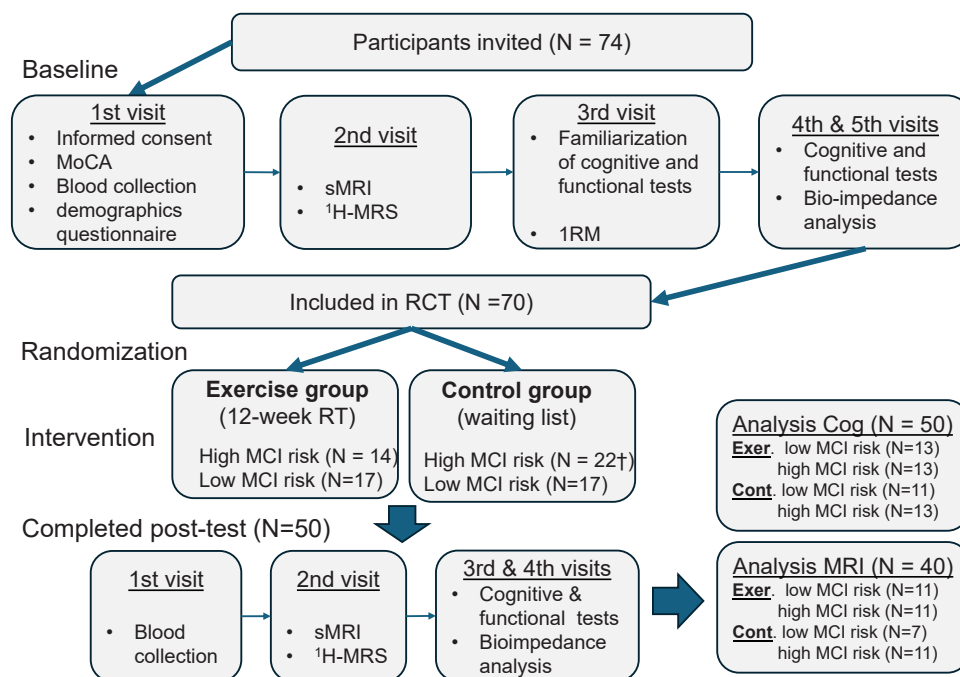 Participants invited (N = 74)
Baseline
1st visit
• Informed consent
• MoCA
• Blood collection
• demographics
questionnaire
2nd visit
• sMRI
• ¹H-MRS
3rd visit
• Familiarization
of cognitive and
functional tests
• 1RM
4th & 5th visits
• Cognitive and
functional tests
• Bio-impedance
analysis
Included in RCT (N =70)
Randomization
Intervention
Exercise group
(12-week RT)
High MCI risk (N = 14)
Low MCI risk (N=17)
Control group
(waiting list)
High MCI risk (N = 22†)
Low MCI risk (N=17)
Completed post-test (N=50)
1st visit
• Blood
collection
2nd visit
• sMRI
• ¹H-MRS
3rd & 4th visits
• Cognitive &
functional tests
• Bioimpedance
analysis
Analysis Cog (N = 50)
Exer. low MCI risk (N=13)
high MCI risk (N=13)
Cont. low MCI risk (N=11)
high MCI risk (N=13)
Analysis MRI (N = 40)
Exer. low MCI risk (N=11)
high MCI risk (N=11)
Cont. low MCI risk (N=7)
high MCI risk (N=11)